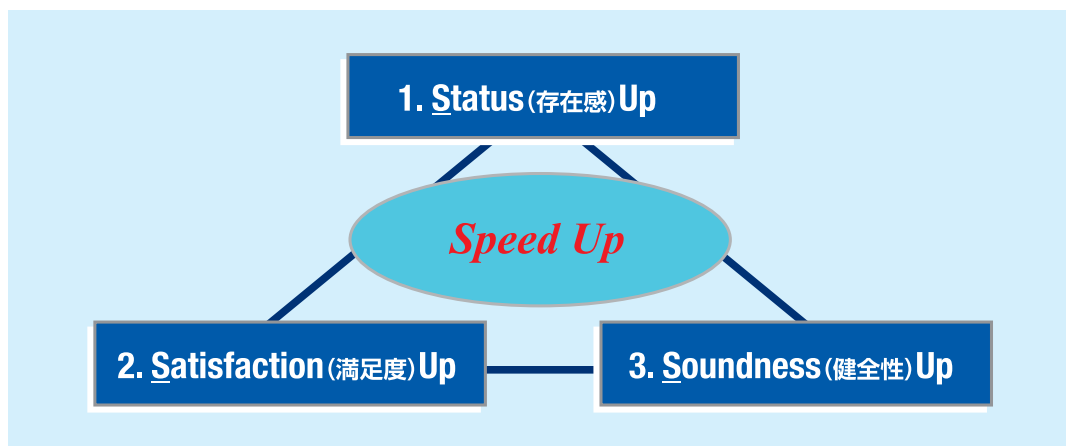 1. Status(存在感)Up
Speed Up
2. Satisfaction(満足度)Up
3. Soundness(健全性)Up